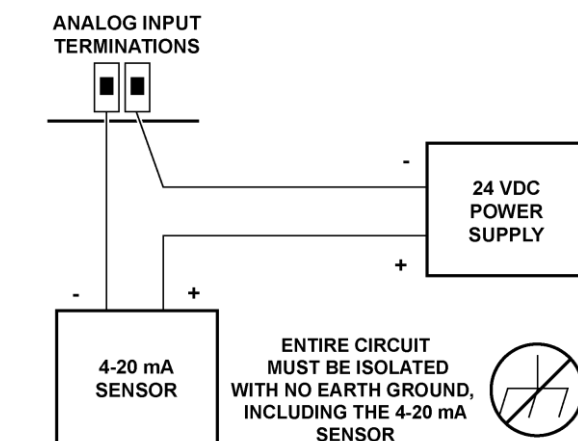 ANALOG INPUT
TERMINATIONS
-
24 VDC
POWER
SUPPLY
+
-
+
4-20 mA
SENSOR
ENTIRE CIRCUIT
MUST BE ISOLATED
WITH NO EARTH GROUND,
INCLUDING THE 4-20 mA
SENSOR